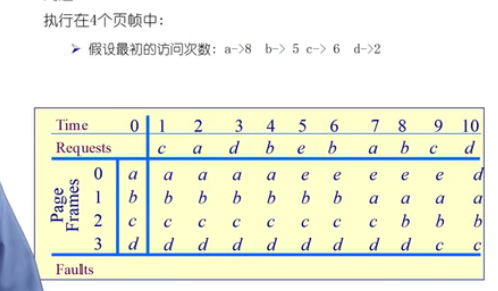 执行在4个页帧中:
➢ 假设最初的访问次数: a->8 b-> 5 c-> 6 d->2
Time 0 1 2 3 4 5 6 7 8 9 10
Requests c a d b e b a b c d
Page Frames
0 a a a a a e e e e e d
1 b b b b b b b a a a a
2 c c c c c c c c b b b
3 d d d d d d d d d c c
Faults